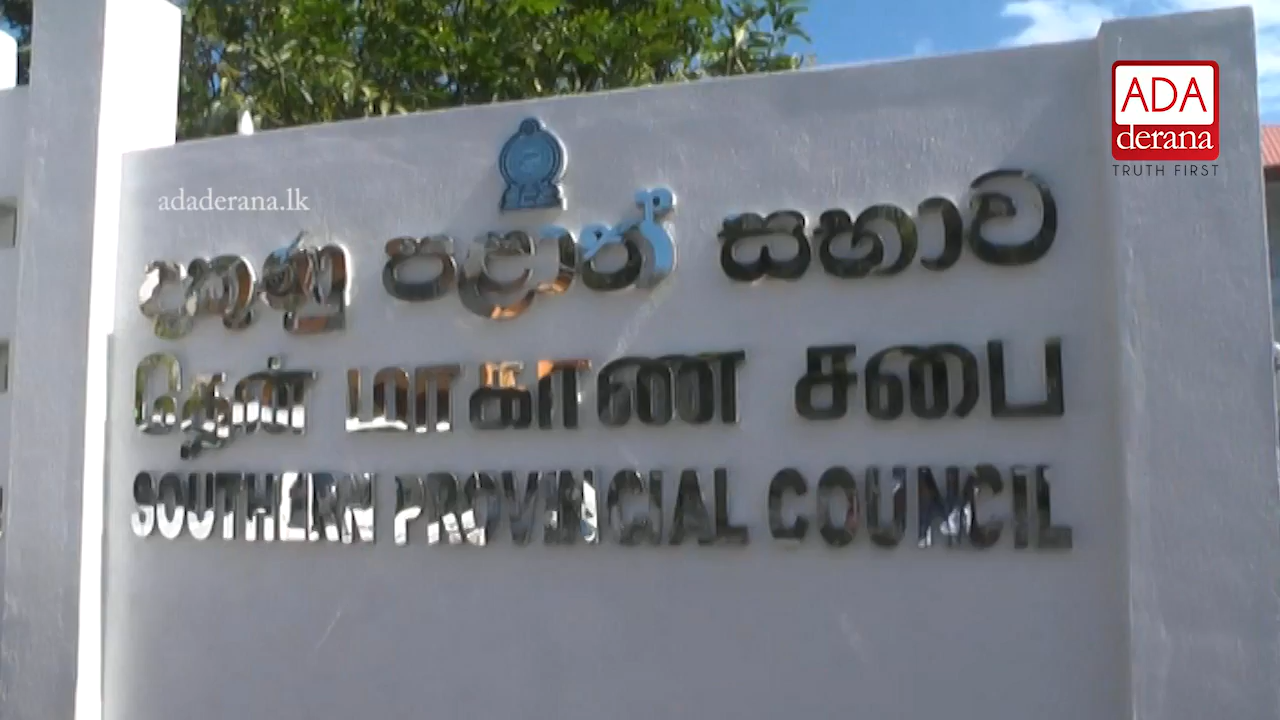 ADA
derana
TRUTH FIRST
adaderana.lk
දකුණු පළාත් සභාව
தென் மாகாண சபை
SOUTHERN PROVINCIAL COUNCIL